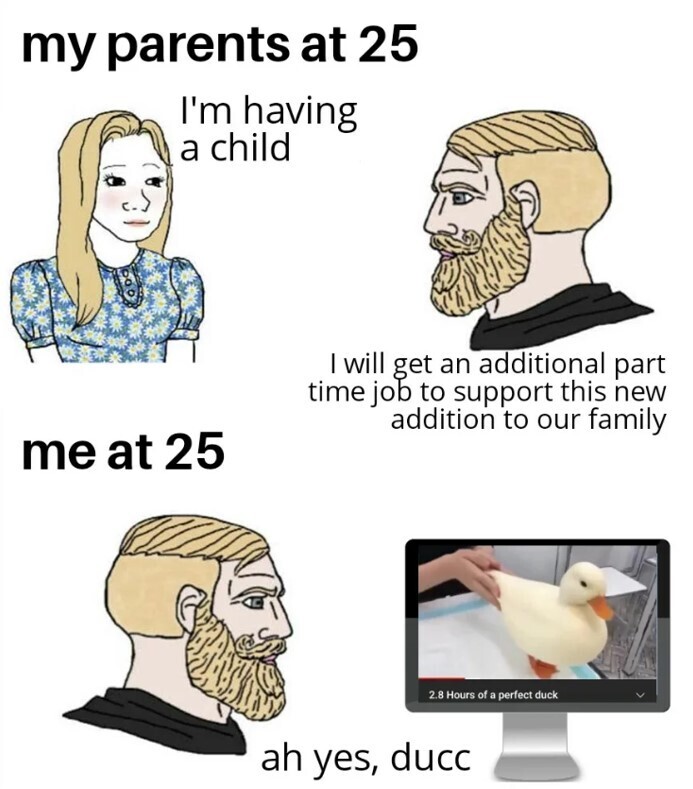 my parents at 25
I'm having
a child
I will get an additional part
time job to support this new
addition to our family
me at 25
2.8 Hours of a perfect duck
ah yes, ducc